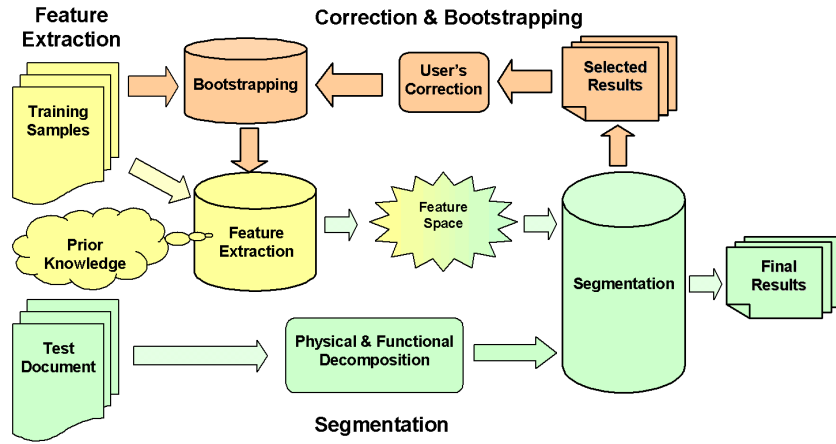 Feature
Extraction
Correction & Bootstrapping
Training
Samples
Bootstrapping
User's
Correction
Selected
Results
Prior
Knowledge
Feature
Extraction
Feature
Space
Segmentation
Final
Results
Test
Document
Physical & Functional
Decomposition
Segmentation